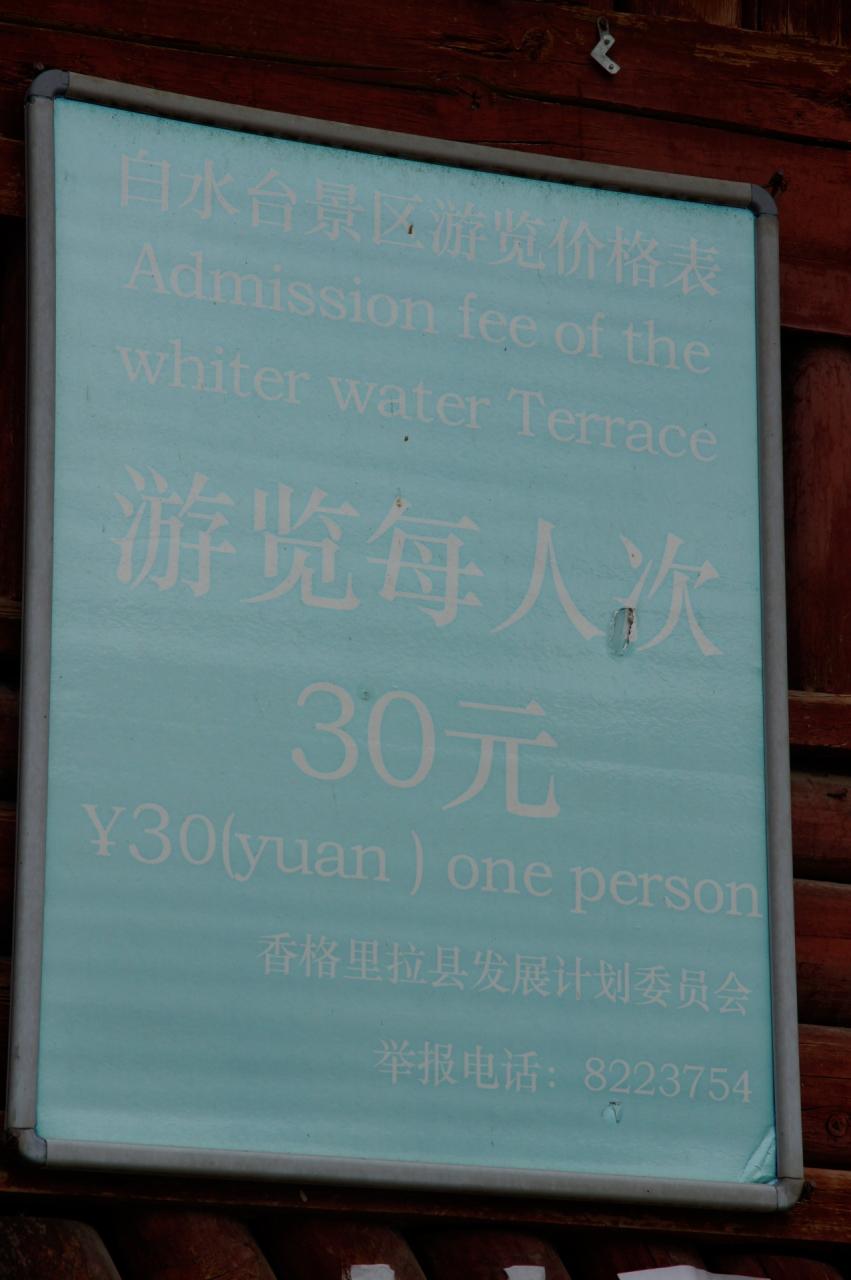 白水台景区游览价格表
Admission fee of the
whiter water Terrace
游览每人次
30元
¥30(yuan ) one person
香格里拉县发展计划委员会
举报电话：8223754